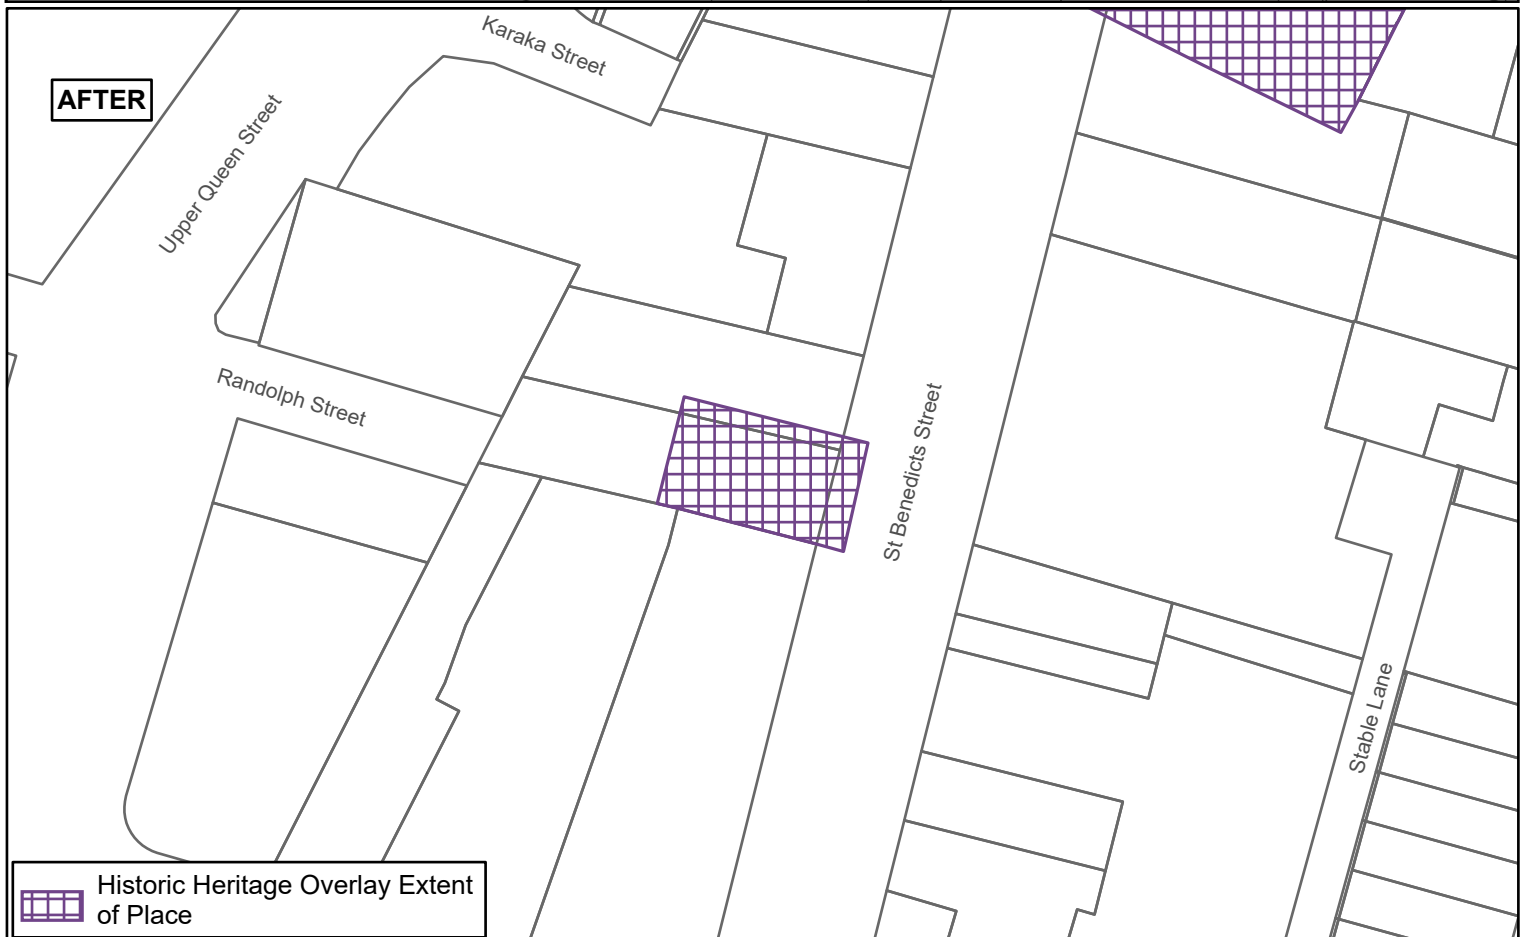 Karaka Street
AFTER
Upper Queen Street
Randolph Street
St Benedicts Street
Stable Lane
Historic Heritage Overlay Extent
of Place